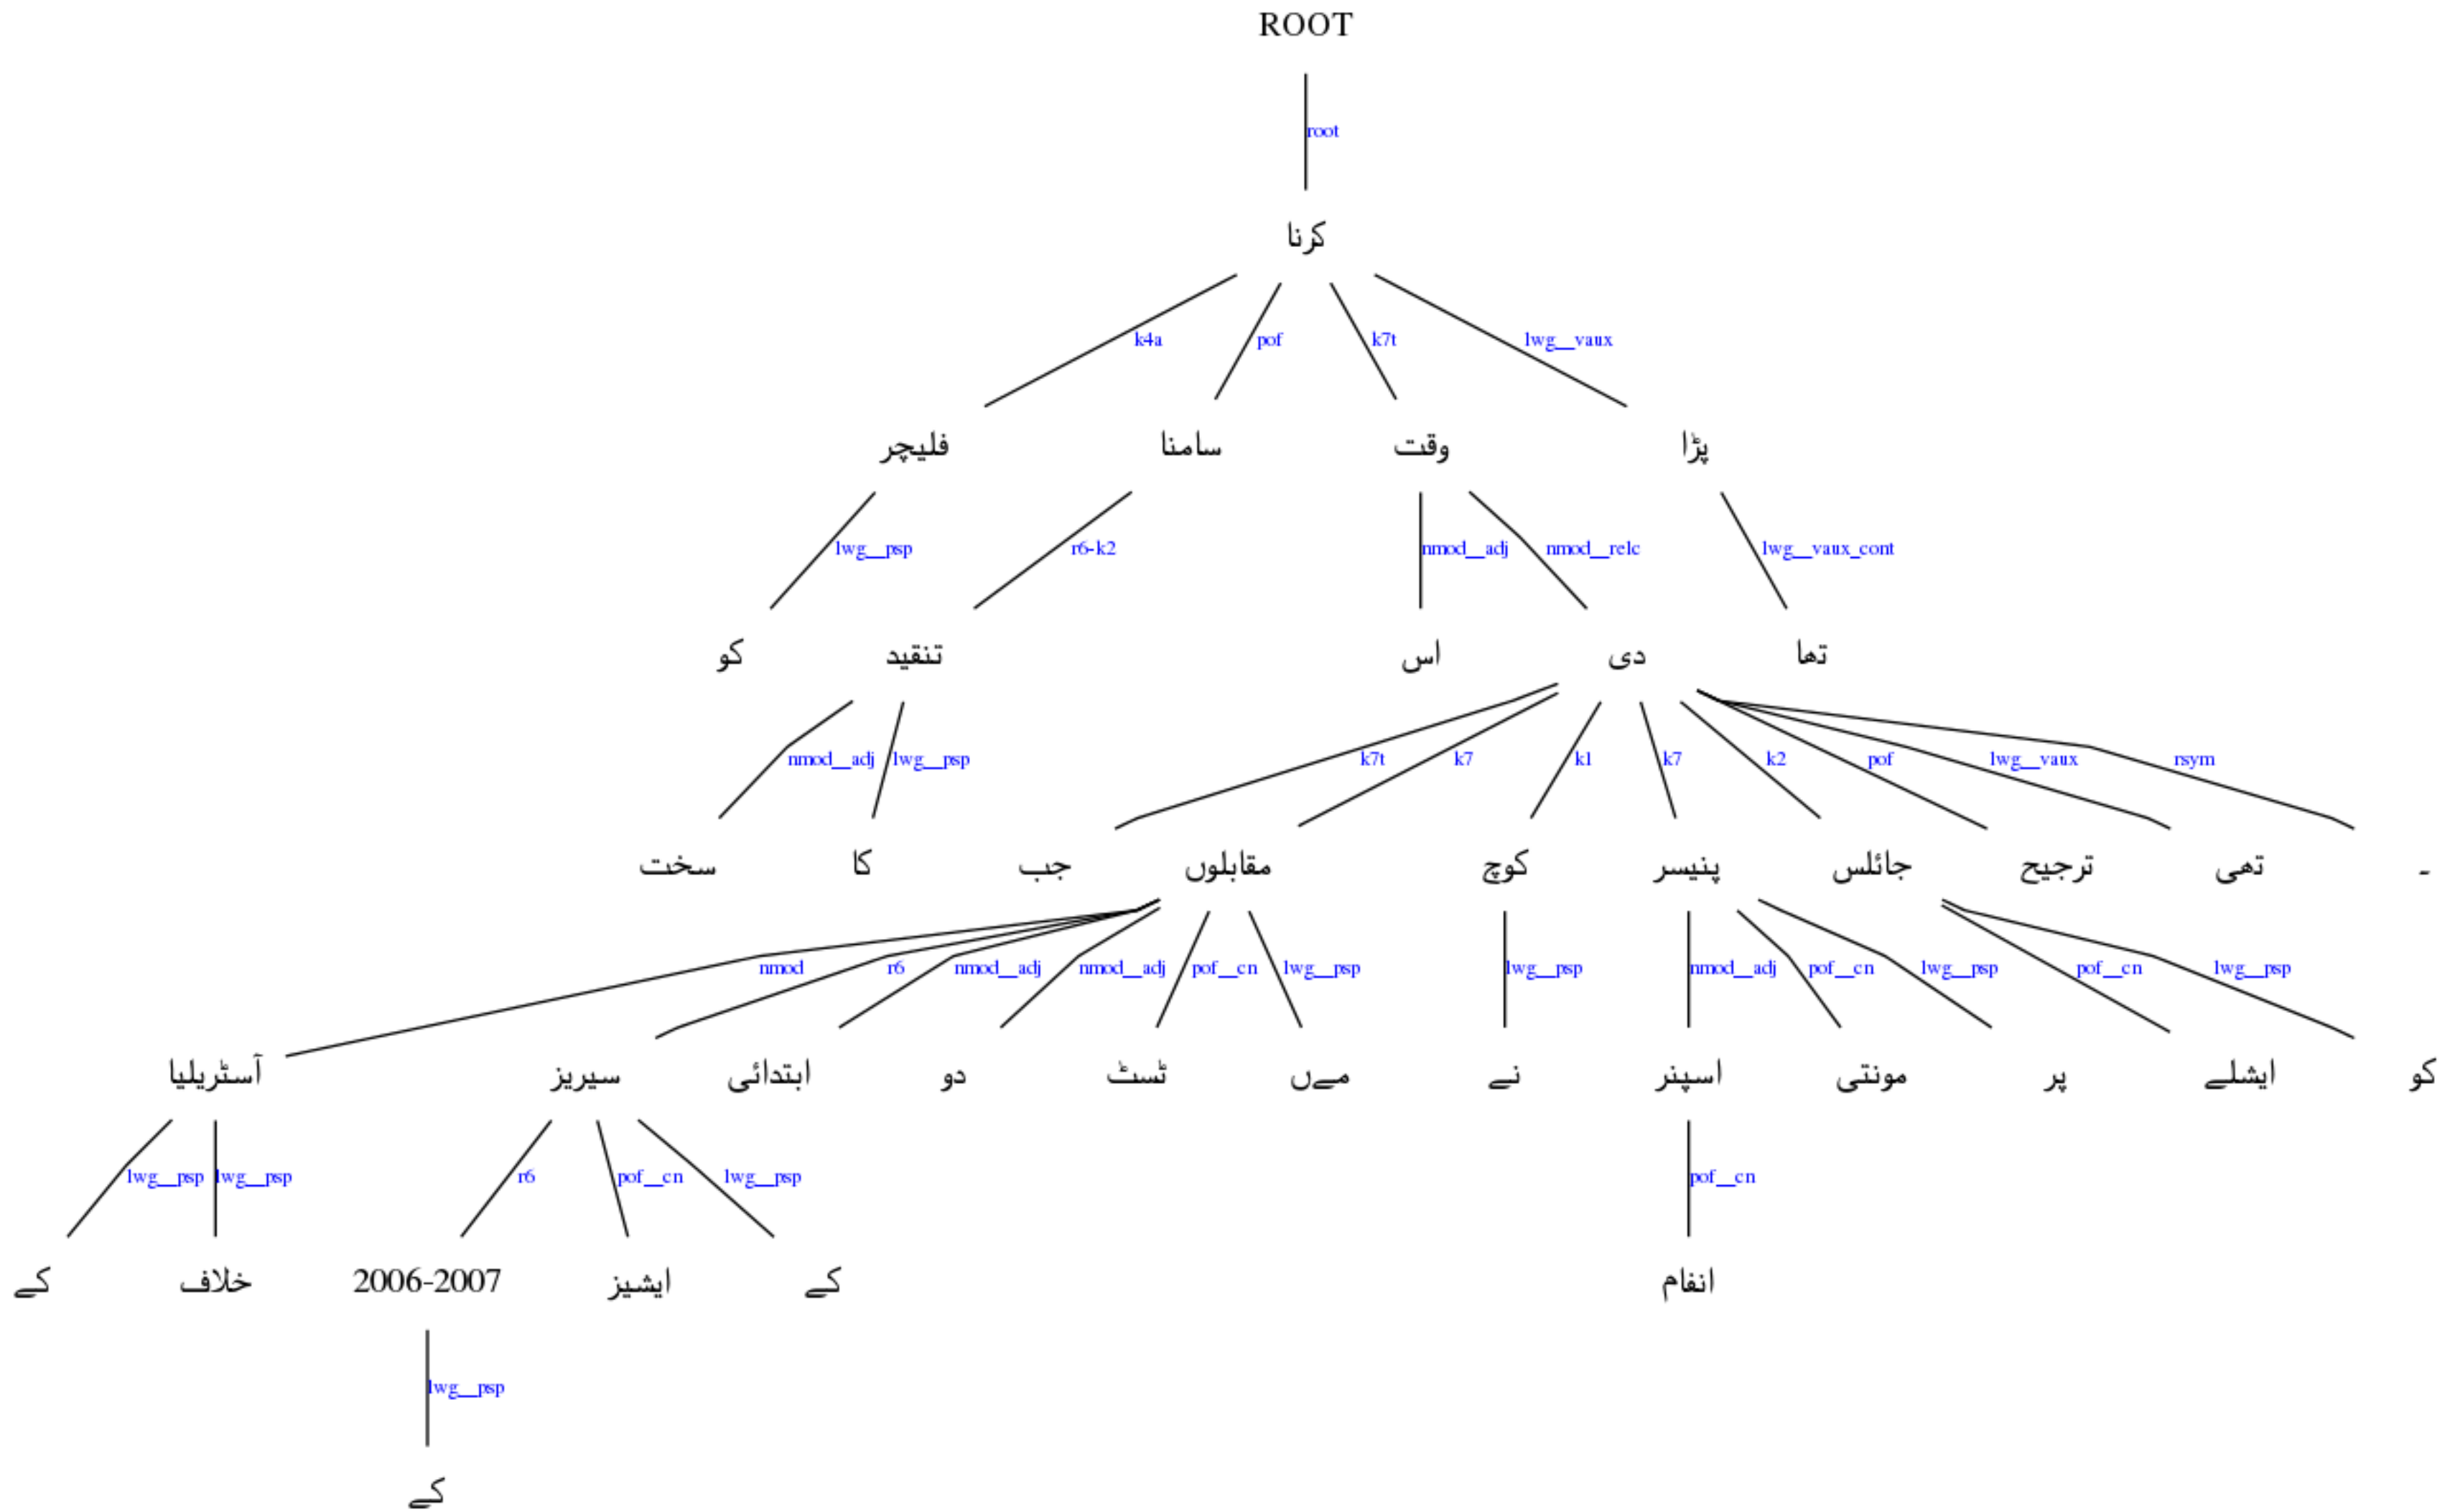 ROOT
root
کرنا
k4a pof k7t lwg__vaux
فلیچر سامنا وقت پڑا
lwg__psp r6-k2 nmod__adj nmod__relc lwg__vaux_cont
کو تنقید اس دی تھا
nmod__adj lwg__psp k7t k7 k1 k7 k2 pof lwg__vaux rsym
سخت کا جب مقابلوں کوچ پنیسر جائلس ترجیح تھی ۔
nmod r6 nmod__adj nmod__adj pof__cn lwg__psp lwg__psp nmod__adj pof__cn lwg__psp pof__cn lwg__psp
آسٹریلیا سیریز ابتدائی دو ٹسٹ مےں نے اسپنر مونتی پر ایشلے کو
lwg__psp lwg__psp r6 pof__cn lwg__psp pof__cn
کے خلاف 2006-2007 ایشیز کے انفام
lwg__psp
کے